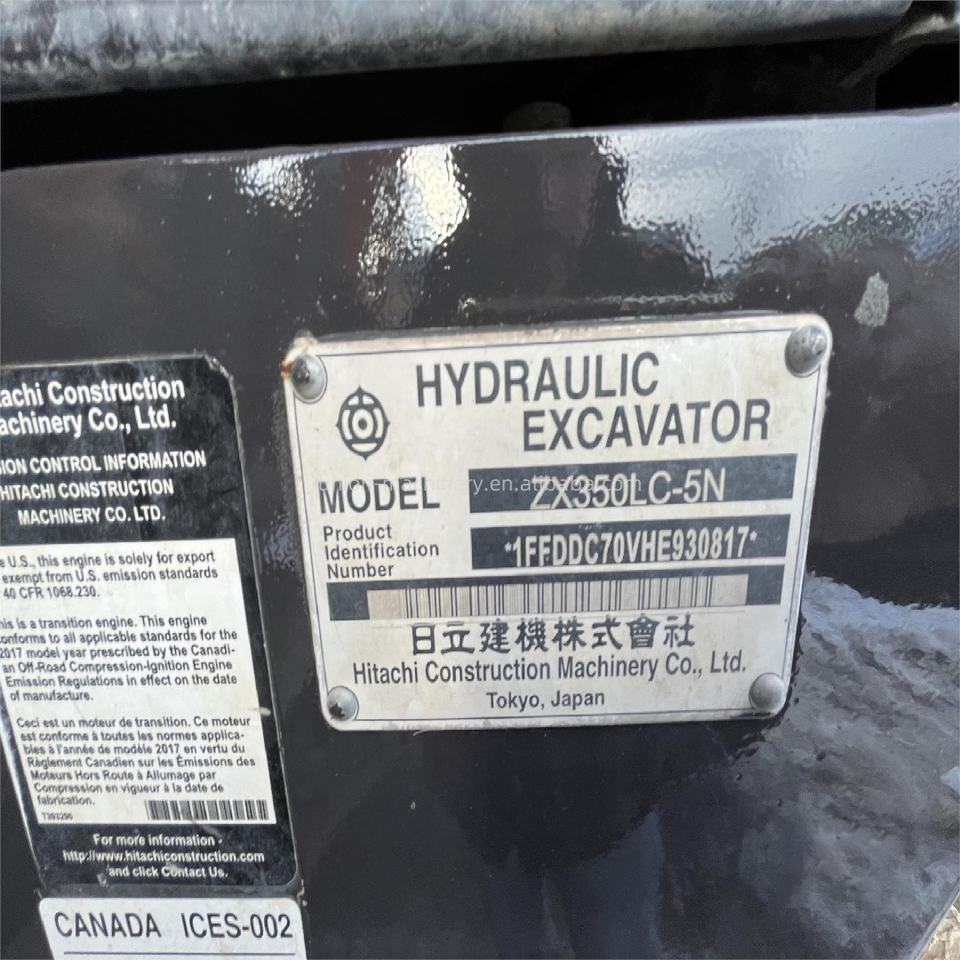 tachi Construction
achinery Co., Ltd.
SION CONTROL INFORMATION
HITACHI CONSTRUCTION
MACHINERY CO. LTD.
e U.S., this engine is solely for export
exempt from U.S. emission standards
40 CFR 1068.230.
his is a transition engine. This engine
onforms to all applicable standards for the
2017 model year prescribed by the Canadi-
an Off-Road Compression-Ignition Engine
Emission Regulations in effect on the date
of manufacture.
Ceci est un moteur de transition. Ce moteur
est conforme à toutes les normes applica-
bles à l'année de modèle 2017 en vertu du
Règlement Canadien sur les Émissions des
Moteurs Hors Route à Allumage par
Compression en vigueur à la date de
fabrication.
For more information -
http://www.hitachiconstruction.com
and click Contact Us.
CANADA ICES-002
HYDRAULIC
EXCAVATOR
MODEL ZX350LC-5N
Product
Identification
Number
*1FFDDC70VHE930817*
日立建機株式會社
Hitachi Construction Machinery Co., Ltd.
Tokyo, Japan